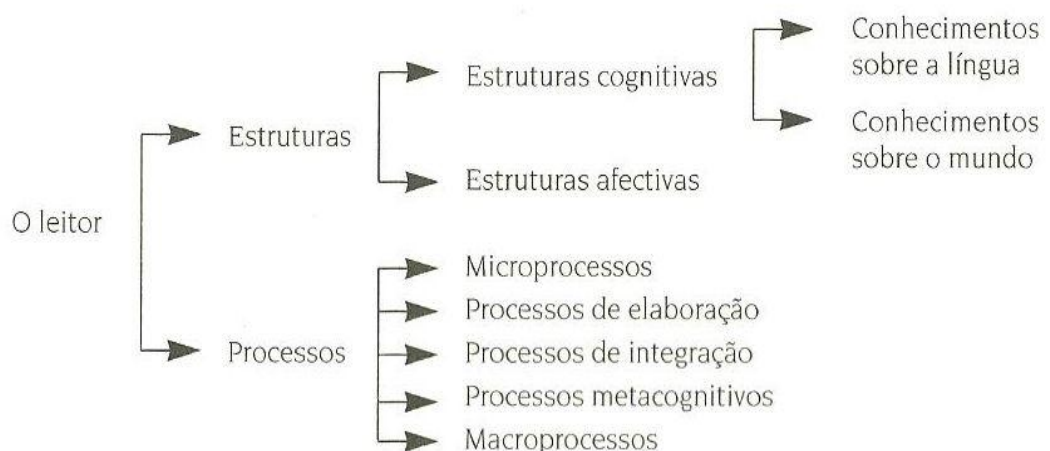 O leitor
Estruturas
Estruturas cognitivas
Conhecimentos
sobre a língua
Conhecimentos
sobre o mundo
Estruturas afectivas
Processos
Microprocessos
Processos de elaboração
Processos de integração
Processos metacognitivos
Macroprocessos